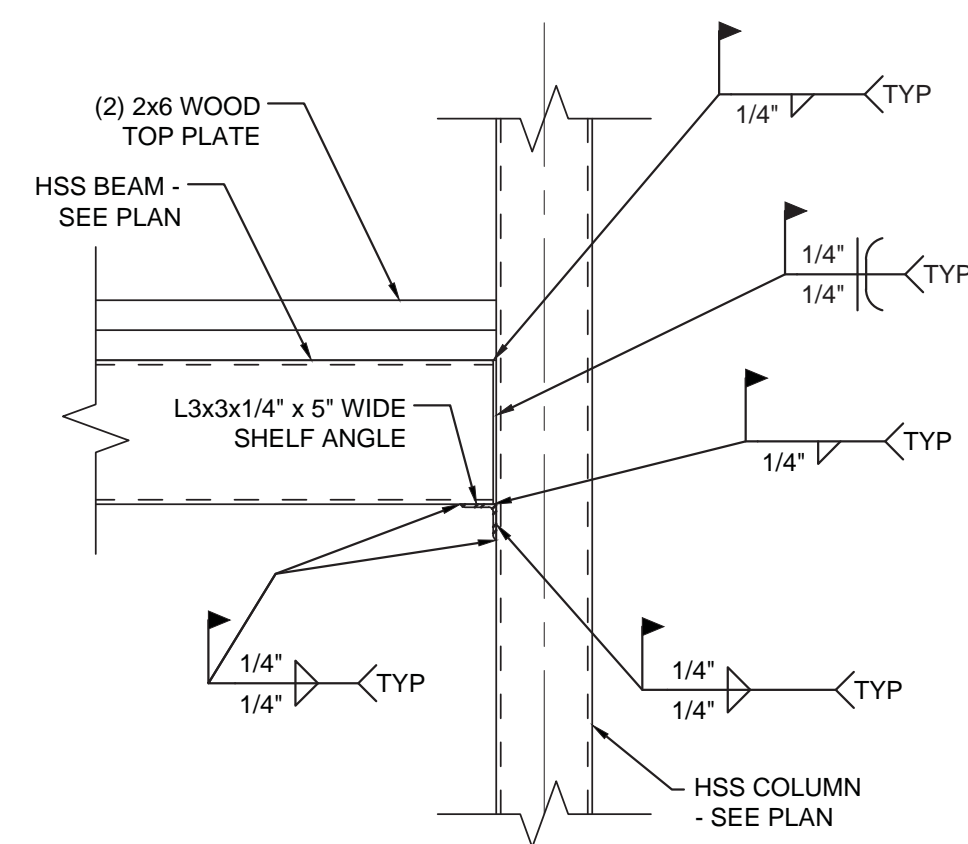 (2) 2x6 WOOD
TOP PLATE
HSS BEAM -
SEE PLAN
L3x3x1/4" x 5" WIDE
SHELF ANGLE
1/4"
TYP
1/4"
1/4"
TYP
1/4"
TYP
1/4"
1/4"
TYP
1/4"
1/4"
TYP
HSS COLUMN
- SEE PLAN